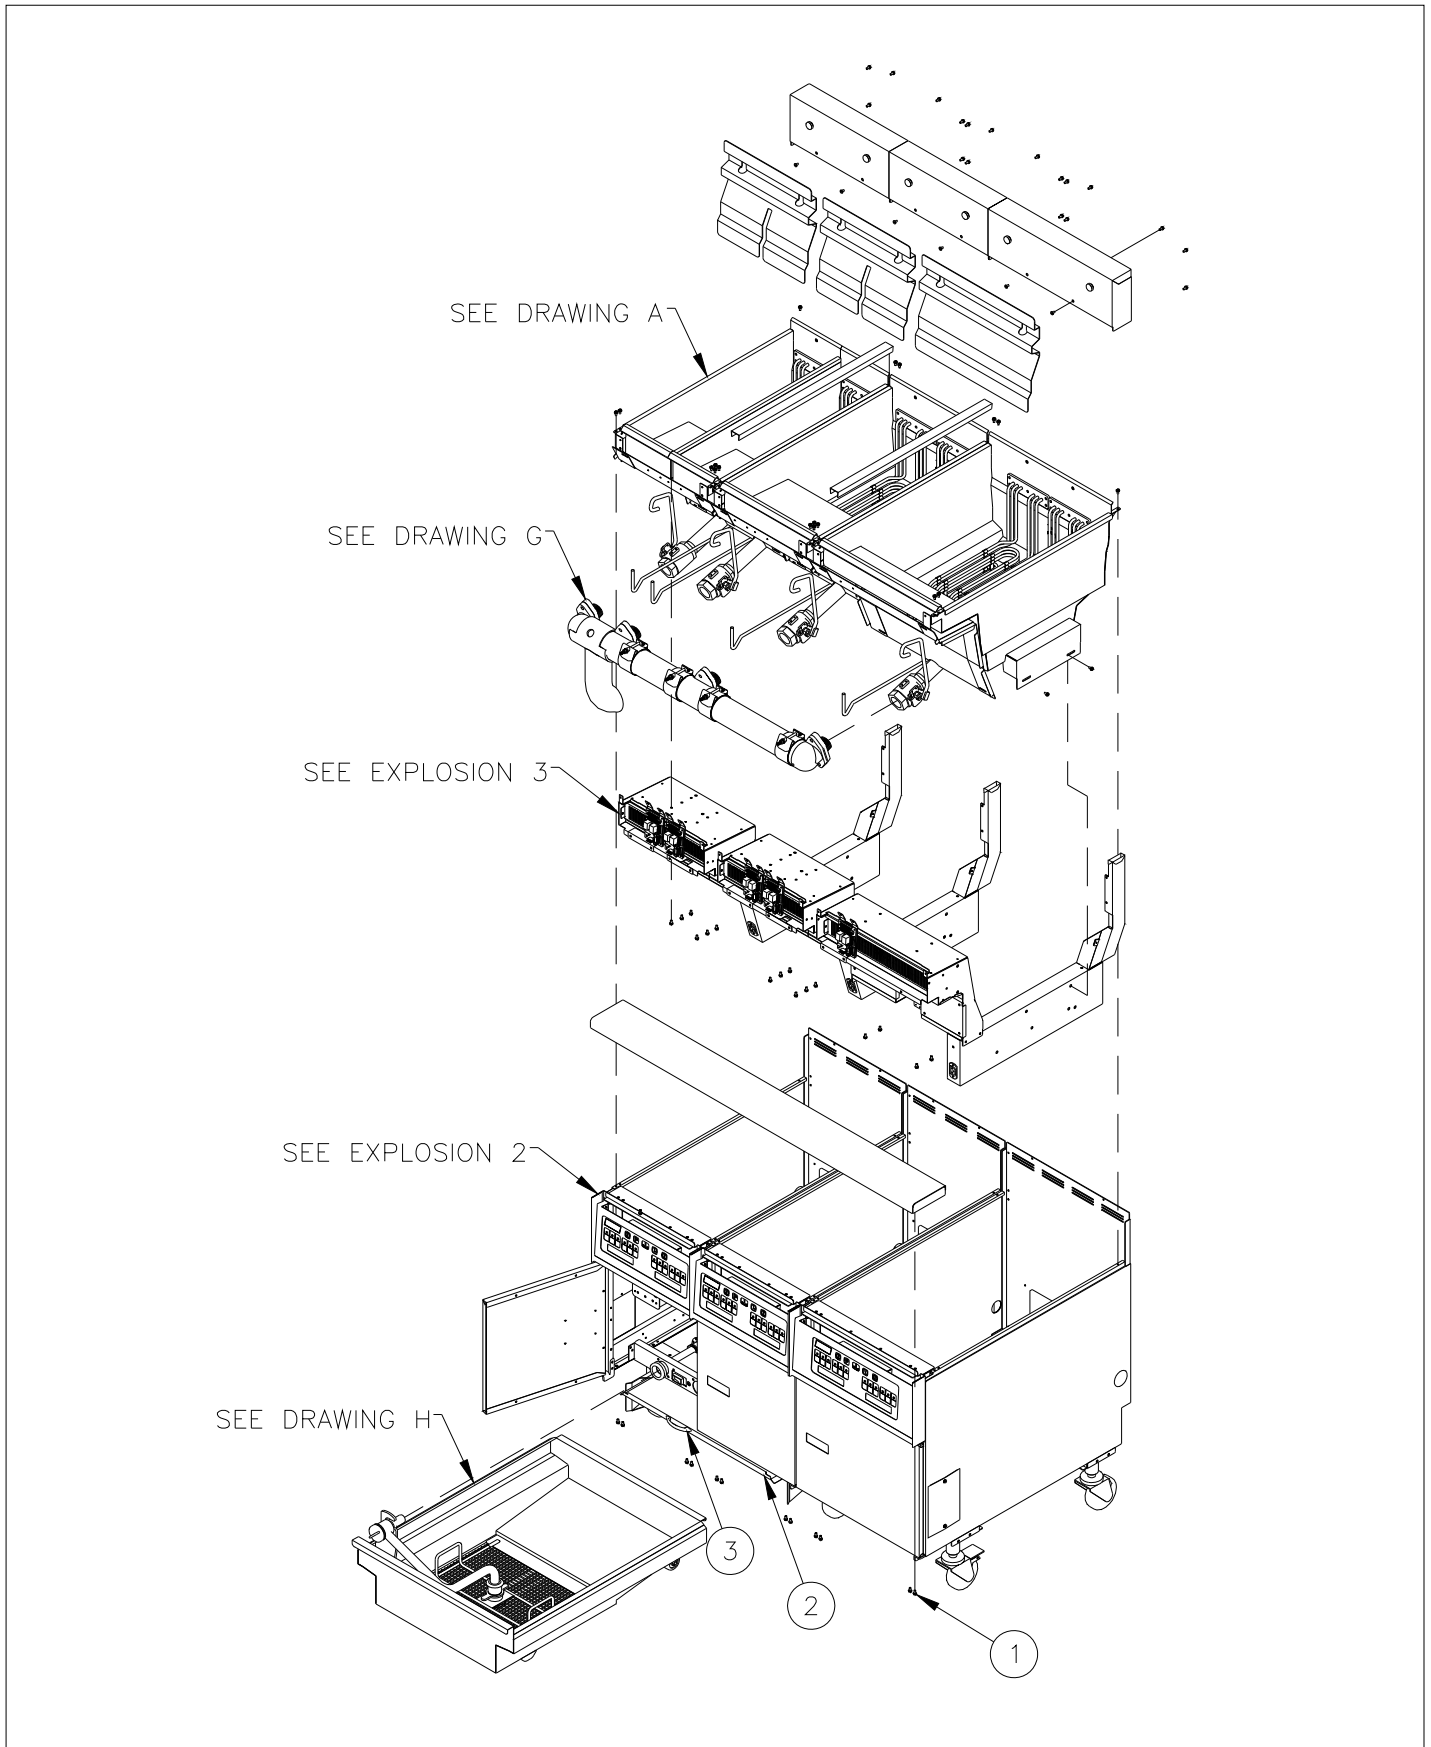 SEE DRAWING A
SEE DRAWING G
SEE EXPLOSION 3
SEE EXPLOSION 2
SEE DRAWING H
3
2
1